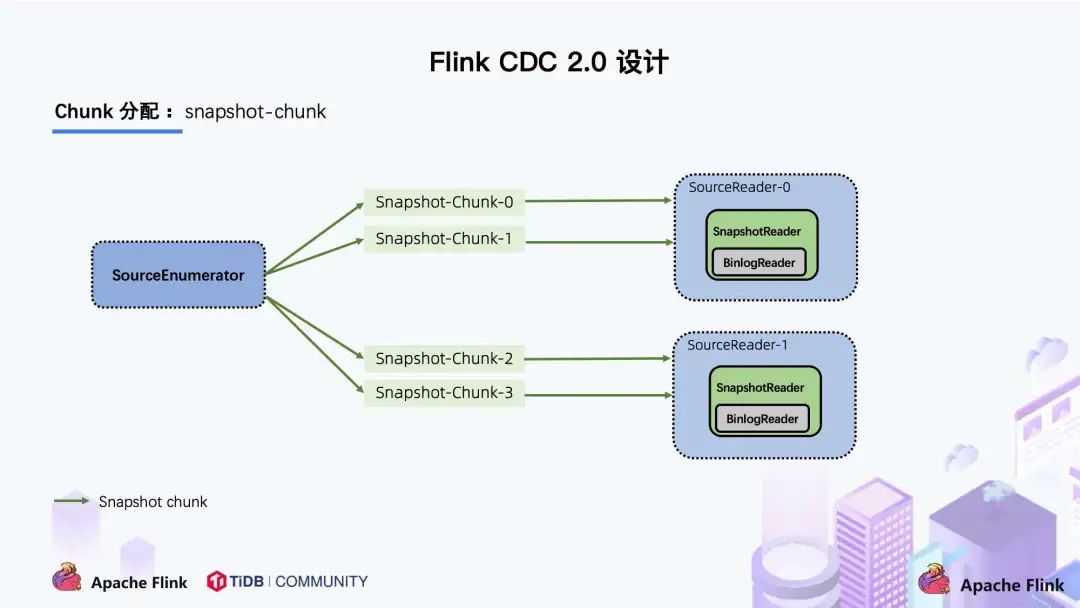 Flink CDC 2.0 设计
Chunk 分配：snapshot-chunk
SourceEnumerator
Snapshot-Chunk-0
Snapshot-Chunk-1
Snapshot-Chunk-2
Snapshot-Chunk-3
SourceReader-0
SnapshotReader
BinlogReader
SourceReader-1
SnapshotReader
BinlogReader
Snapshot chunk
Apache Flink
TiDB | COMMUNITY
Apache Flink